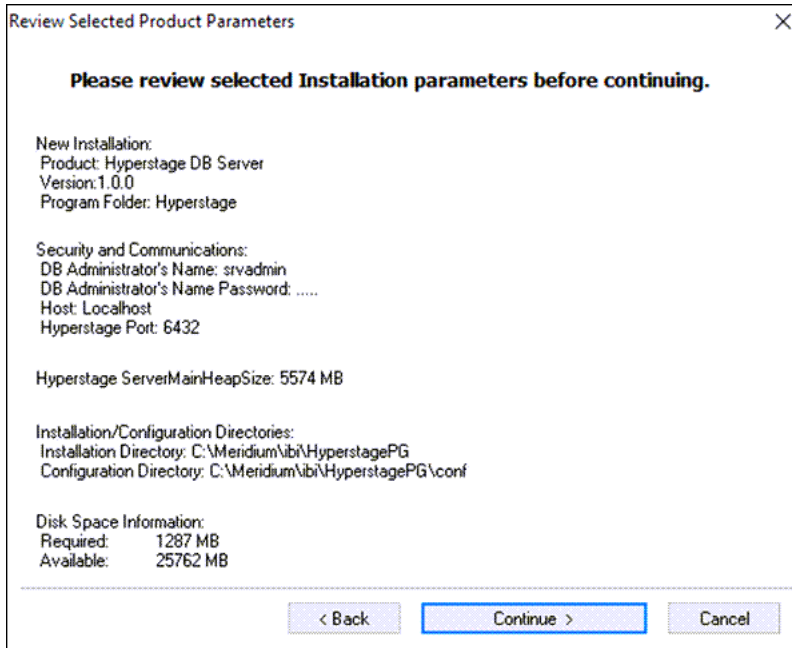 Review Selected Product Parameters
Please review selected Installation parameters before continuing.
New Installation:
Product: Hyperstage DB Server
Version:1.0.0
Program Folder: Hyperstage
Security and Communications:
DB Administrator's Name: srvadmin
DB Administrator's Name Password: .....
Host: Localhost
Hyperstage Port: 6432
Hyperstage ServerMainHeapSize: 5574 MB
Installation/Configuration Directories:
Installation Directory: C:\Meridium\ibi\HyperstagePG
Configuration Directory: C:\Meridium\ibi\HyperstagePG\conf
Disk Space Information:
Required: 1287 MB
Available: 25762 MB
< Back Continue > Cancel